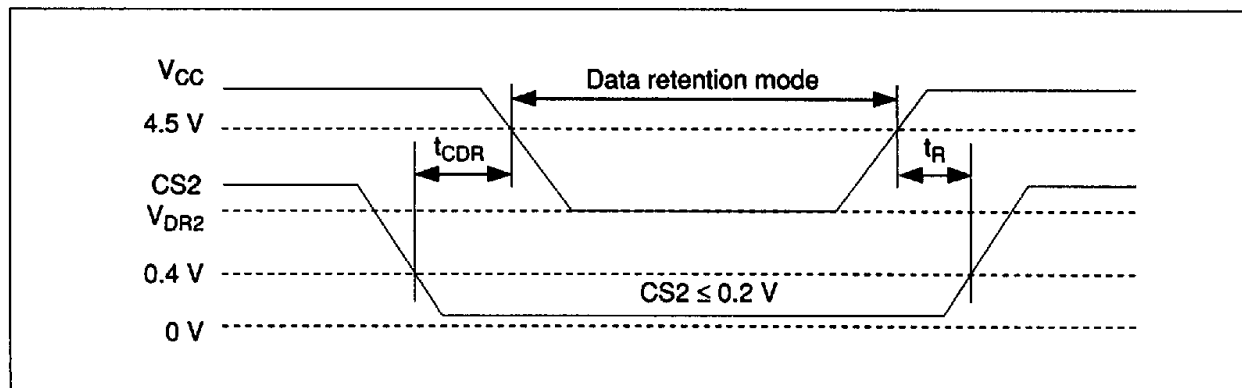 V_CC
Data retention mode
4.5 V
t_CDR
t_R
CS2
V_DR2
0.4 V
CS2 ≤ 0.2 V
0 V